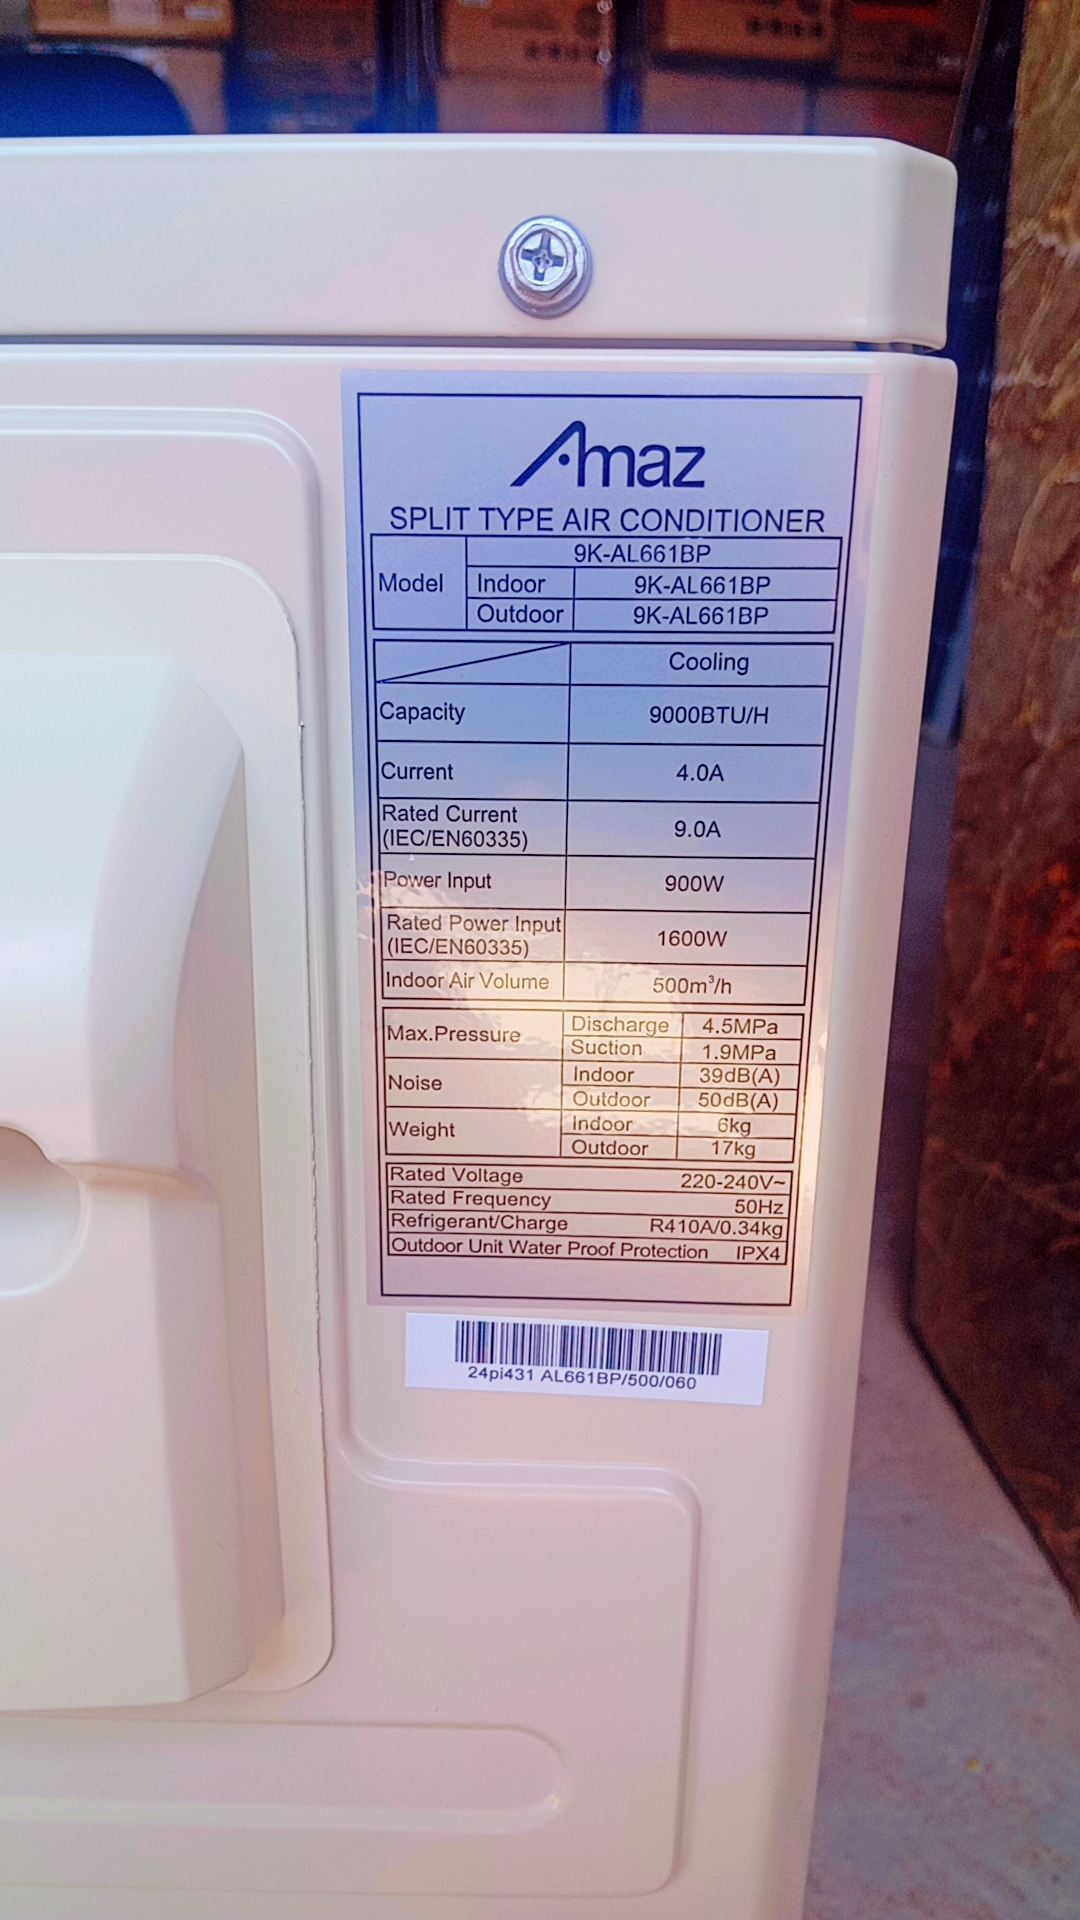 Amaz
SPLIT TYPE AIR CONDITIONER
Model 9K-AL661BP
Indoor 9K-AL661BP
Outdoor 9K-AL661BP
Cooling
Capacity 9000BTU/H
Current 4.0A
Rated Current
(IEC/EN60335) 9.0A
Power Input 900W
Rated Power Input
(IEC/EN60335) 1600W
Indoor Air Volume 500m³/h
Max.Pressure Discharge 4.5MPa
Suction 1.9MPa
Noise Indoor 39dB(A)
Outdoor 50dB(A)
Weight Indoor 6kg
Outdoor 17kg
Rated Voltage 220-240V~
Rated Frequency 50Hz
Refrigerant/Charge R410A/0.34kg
Outdoor Unit Water Proof Protection IPX4
24pi431 AL661BP/500/060